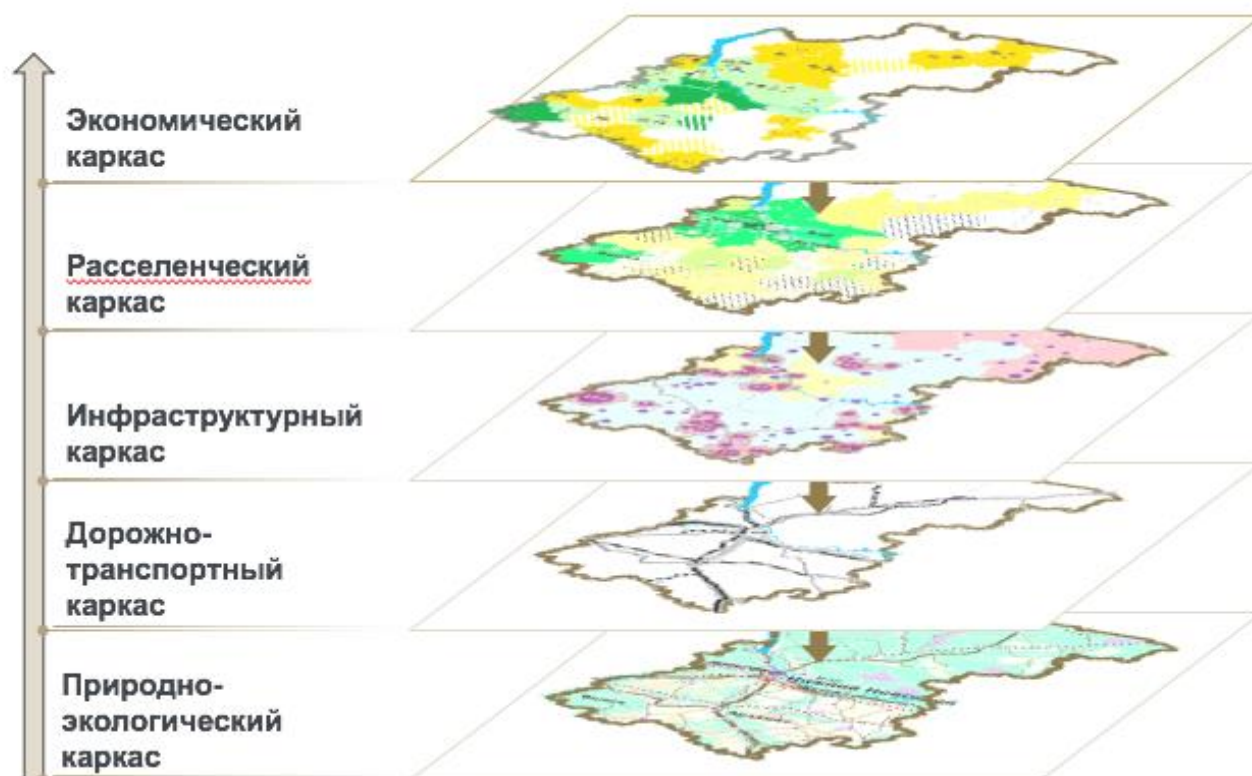 Экономический
каркас
Расселенческий
каркас
Инфраструктурный
каркас
Дорожно-
транспортный
каркас
Природно-
экологический
каркас